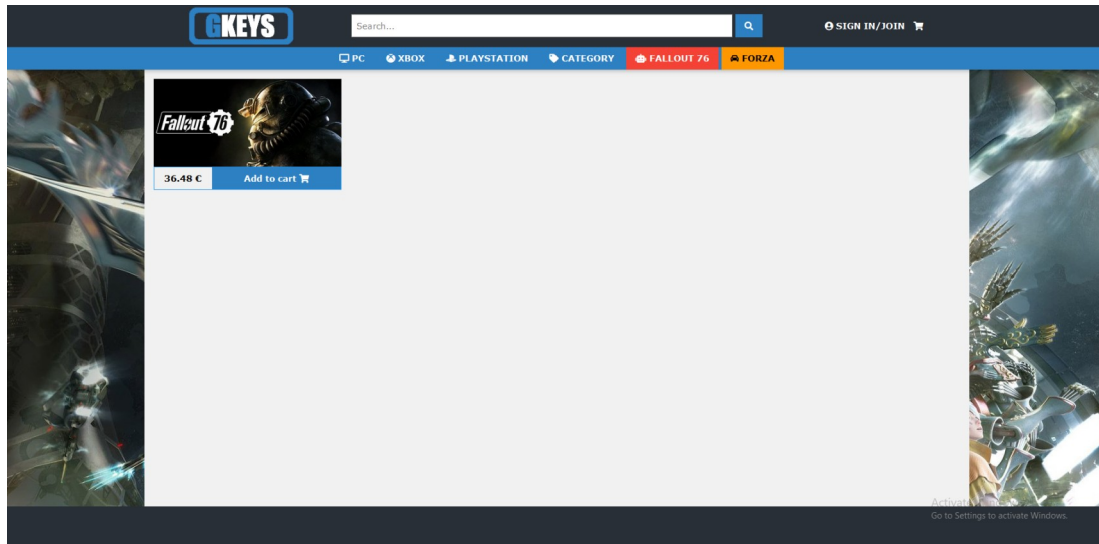 GKEYS
Search...
SIGN IN/JOIN
PC XBOX PLAYSTATION CATEGORY FALLOUT 76 FORZA
Fallout 76
36.48 € Add to cart
Activate
Go to Settings to activate Windows.